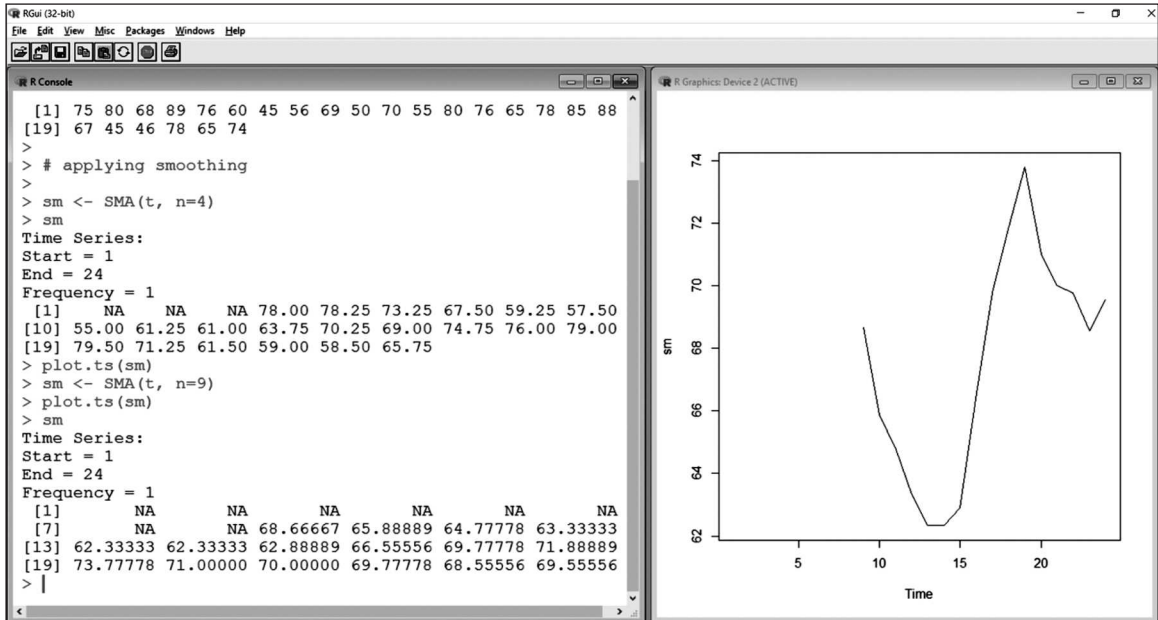 RGui (32-bit)
File Edit View Misc Packages Windows Help
R Console
[1] 75 80 68 89 76 60 45 56 69 50 70 55 80 76 65 78 85 88
[19] 67 45 46 78 65 74
>
> # applying smoothing
>
> sm <- SMA(t, n=4)
> sm
Time Series:
Start = 1
End = 24
Frequency = 1
[1] NA NA NA 78.00 78.25 73.25 67.50 59.25 57.50
[10] 55.00 61.25 61.00 63.75 70.25 69.00 74.75 76.00 79.00
[19] 79.50 71.25 61.50 59.00 58.50 65.75
> plot.ts(sm)
> sm <- SMA(t, n=9)
> plot.ts(sm)
> sm
Time Series:
Start = 1
End = 24
Frequency = 1
[1] NA NA NA NA NA NA
[7] NA NA 68.66667 65.88889 64.77778 63.33333
[13] 62.33333 62.33333 62.88889 66.55556 69.77778 71.88889
[19] 73.77778 71.00000 70.00000 69.77778 68.55556 69.55556
>
R Graphics: Device 2 (ACTIVE)
74
72
70
68
66
64
62
sm
5 10 15 20
Time